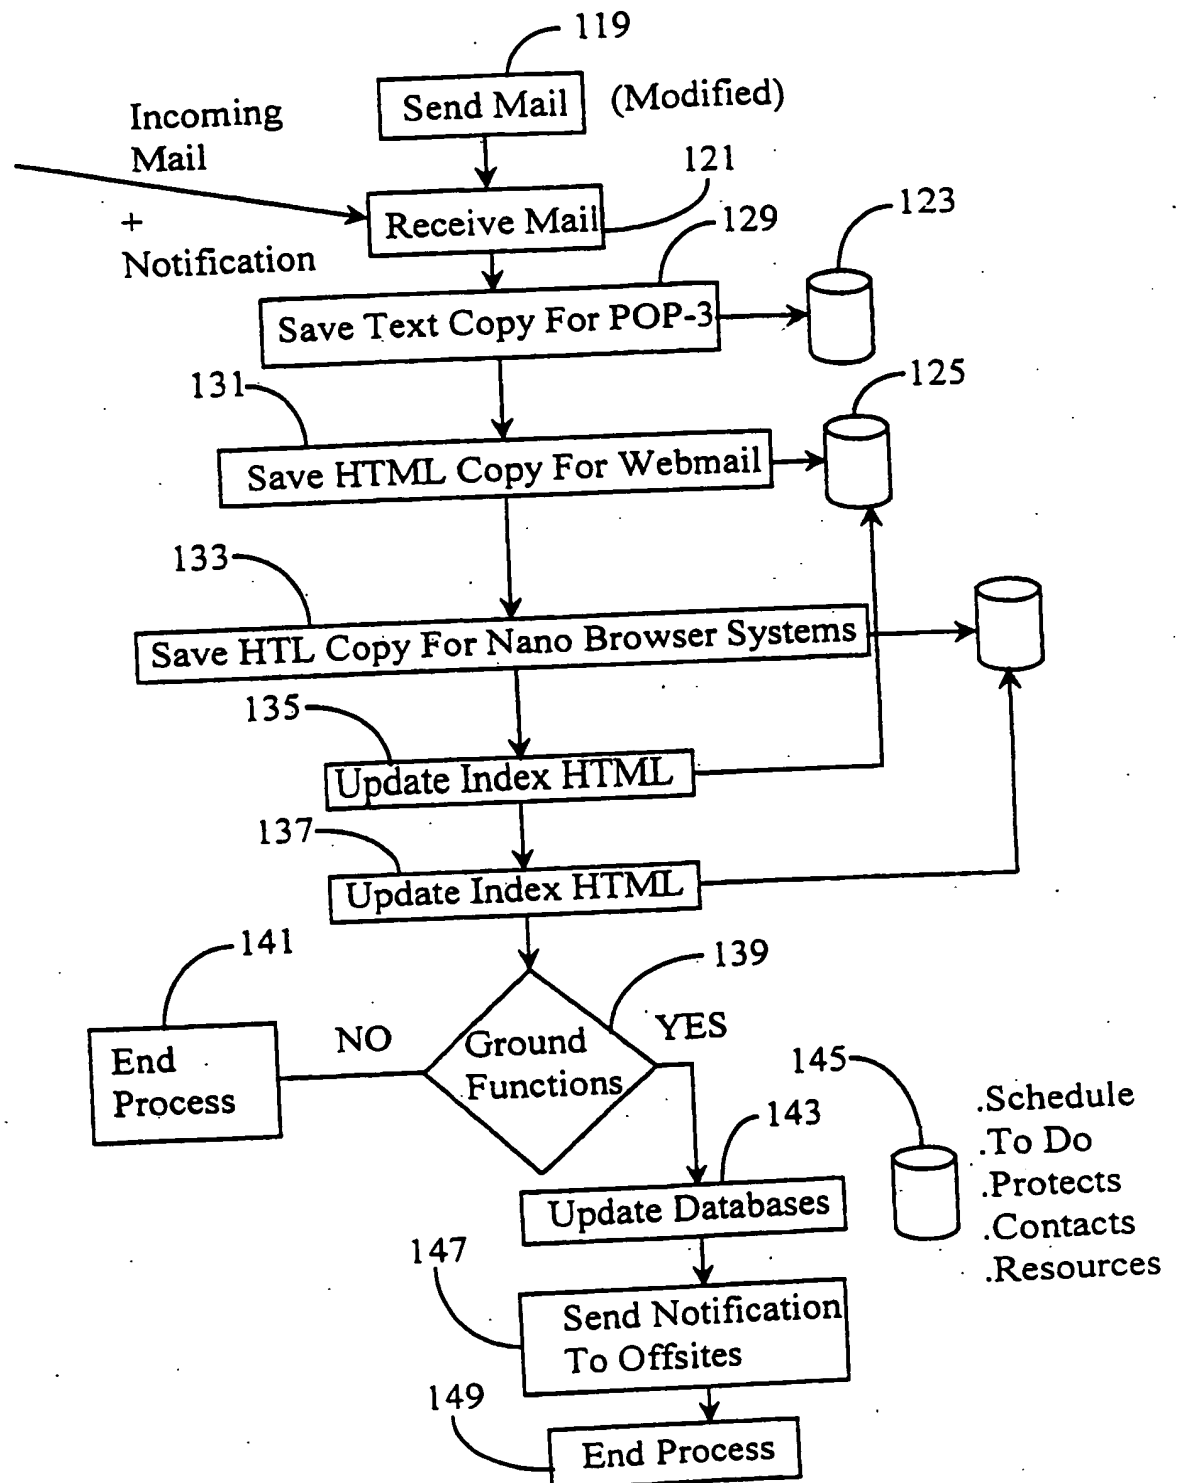 119
Send Mail
(Modified)
Incoming
Mail
+
Notification
121
Receive Mail
129
123
Save Text Copy For POP-3
131
125
Save HTML Copy For Webmail
133
Save HTL Copy For Nano Browser Systems
135
Update Index HTML
137
Update Index HTML
141
139
End
Process
NO
Ground
Functions
YES
145
.Schedule
.To Do
.Protects
.Contacts
.Resources
143
Update Databases
147
Send Notification
To Offsites
149
End Process